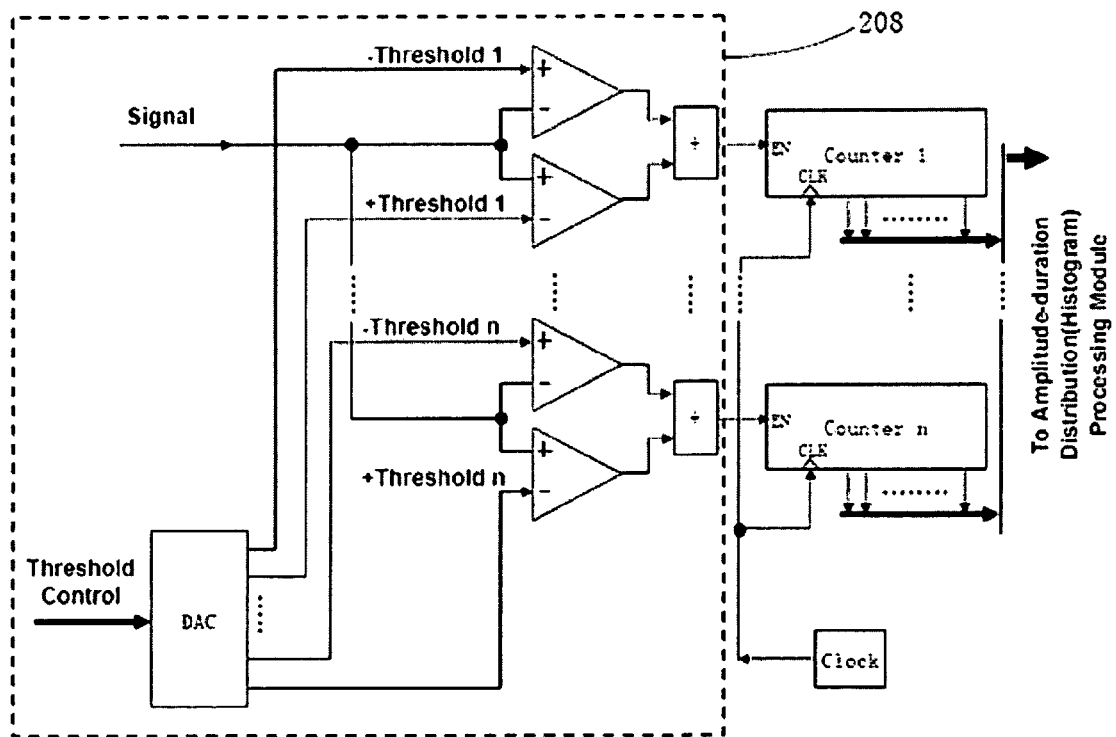 208
-Threshold 1
+
-
Signal
+
EN
Counter 1
CLK
+
+Threshold 1
-
........
-Threshold n
+
-
+
EN
Counter n
CLK
+
+Threshold n
-
........
Threshold
Control
DAC
Clock
To Amplitude-duration
Distribution(Histogram)
Processing Module